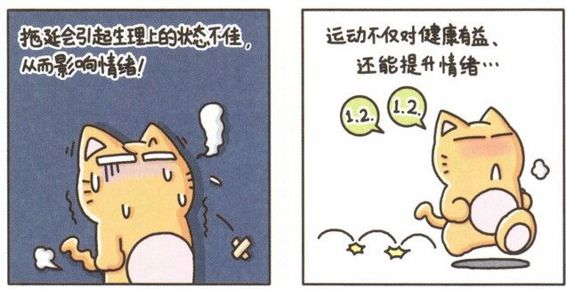 拖延会引起生理上的状态不佳，
从而影响情绪！
运动不仅对健康有益、
还能提升情绪…
1.2.
1.2.